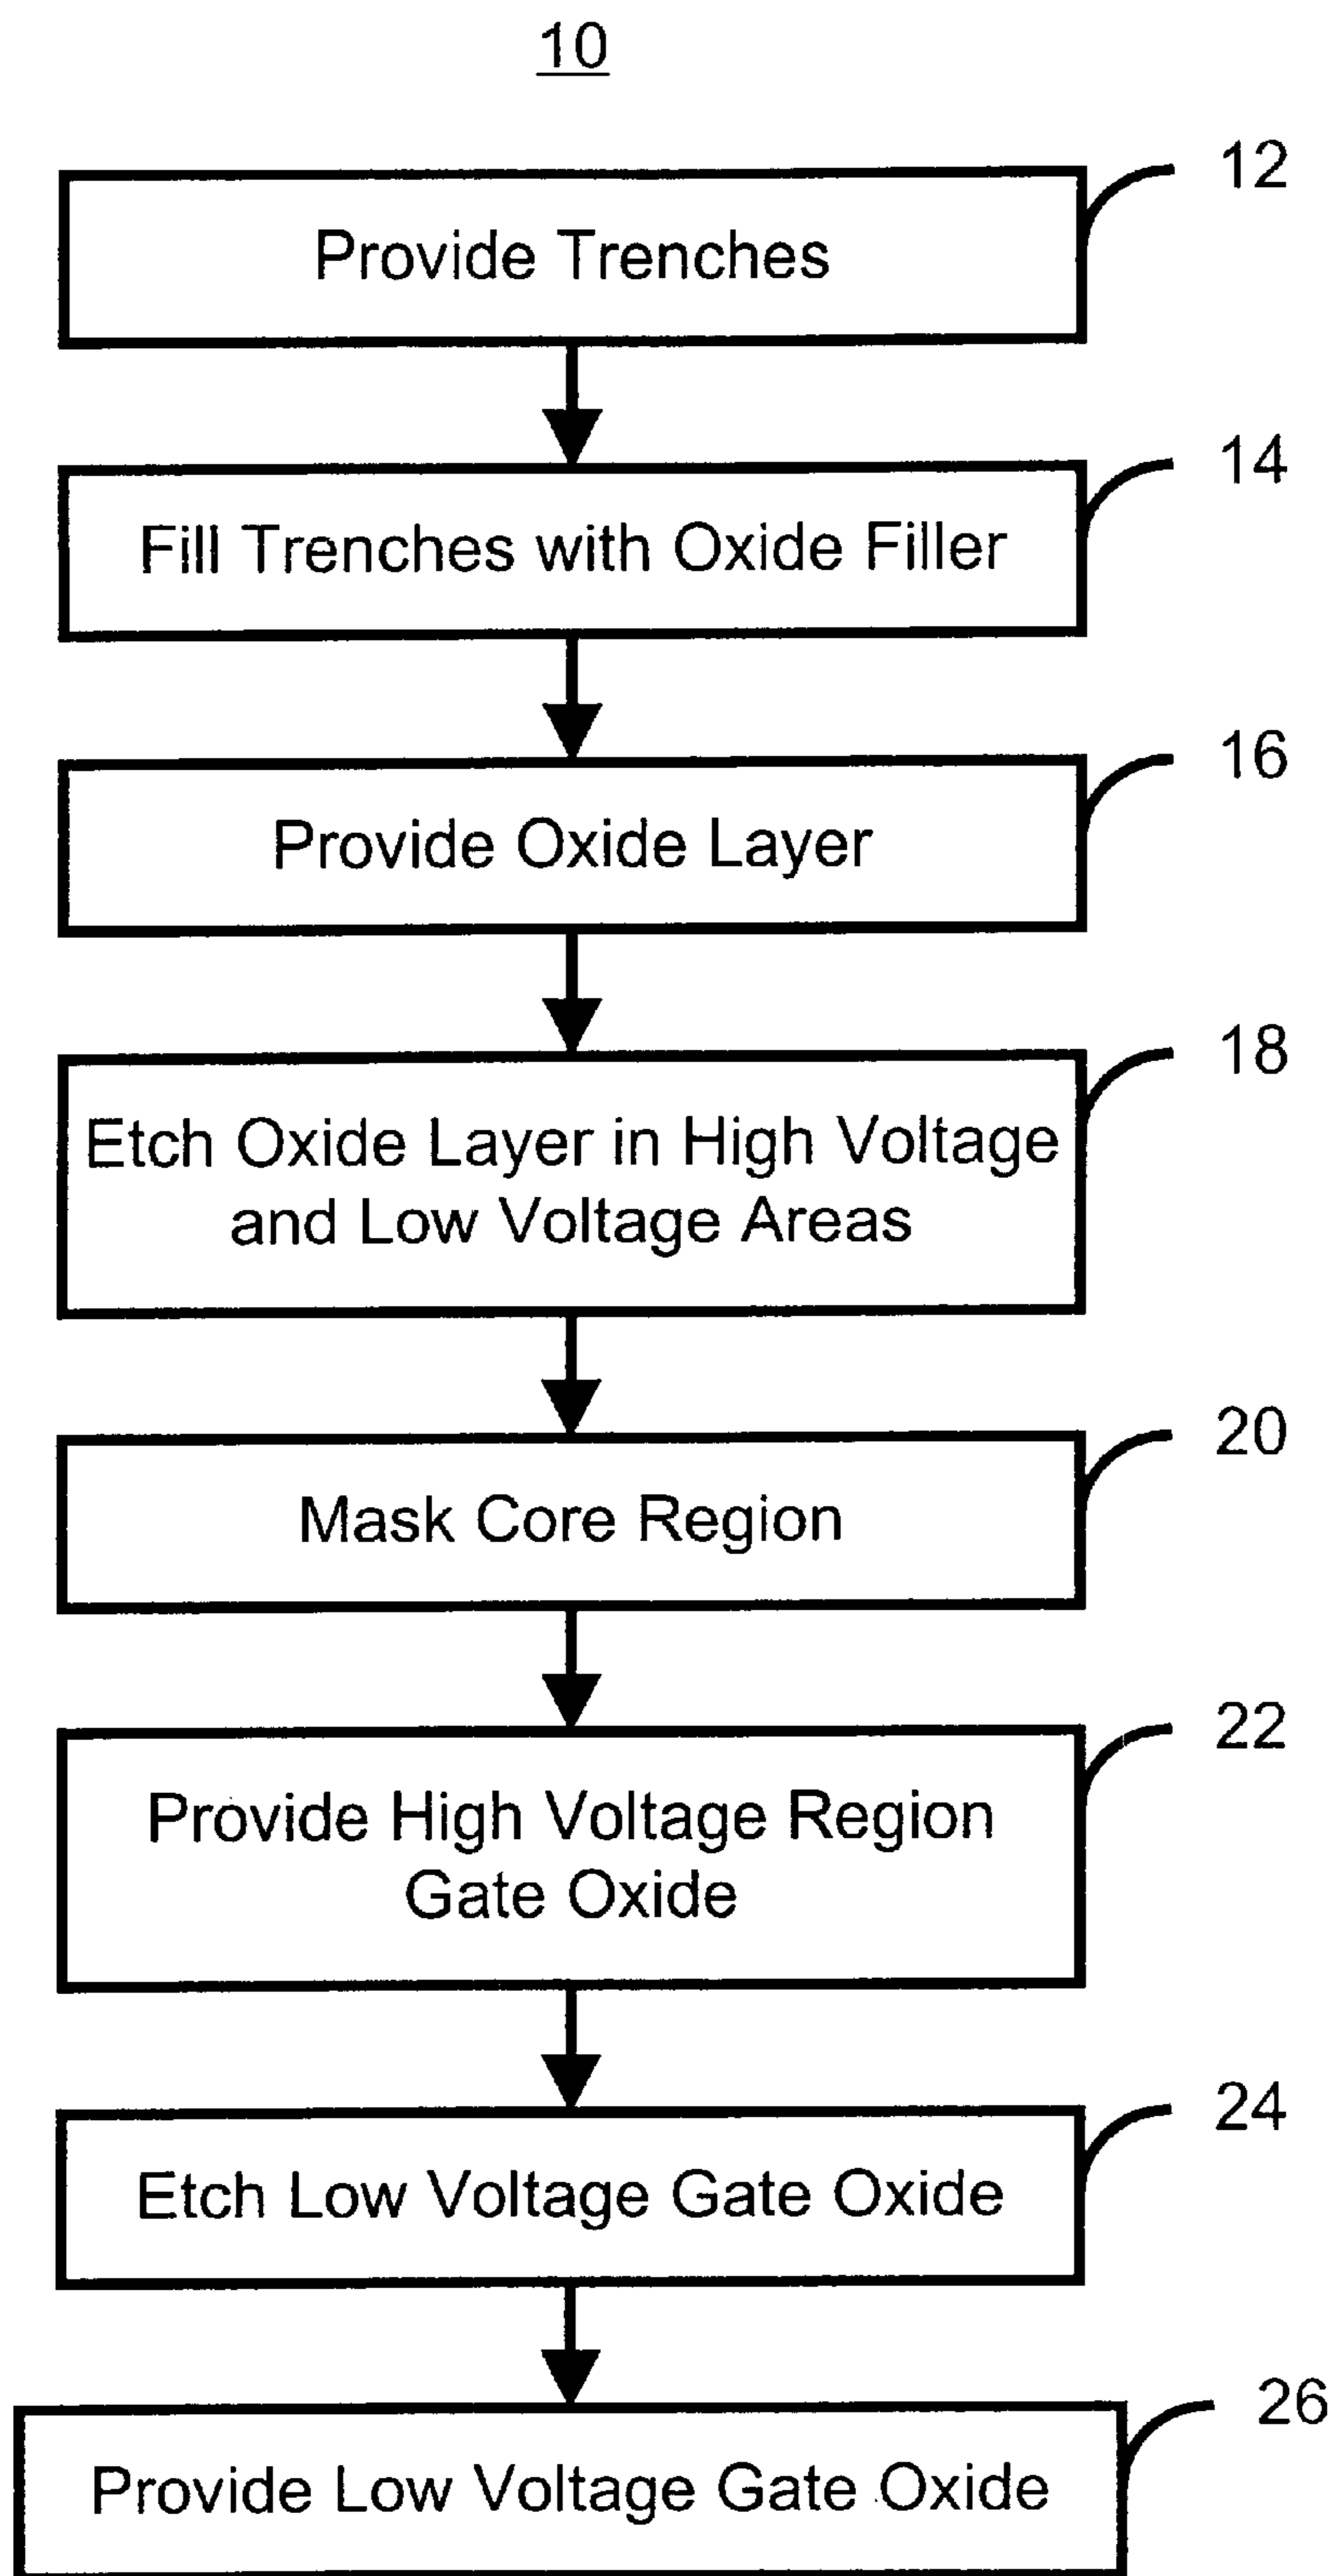 10
12
Provide Trenches
14
Fill Trenches with Oxide Filler
16
Provide Oxide Layer
18
Etch Oxide Layer in High Voltage
and Low Voltage Areas
20
Mask Core Region
22
Provide High Voltage Region
Gate Oxide
24
Etch Low Voltage Gate Oxide
26
Provide Low Voltage Gate Oxide